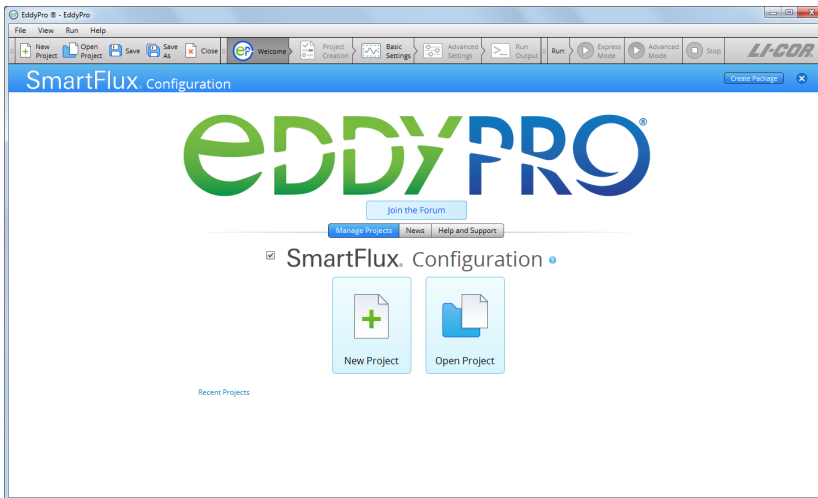 EddyPro ® - EddyPro
File View Run Help
New Project Open Project Save Save As Close Welcome Project Creation Basic Settings Advanced Settings Run Output Run: Express Mode Advanced Mode Stop LI-COR.
SmartFlux. Configuration Create Package
eDDYPRO®
Join the Forum
Manage Projects News Help and Support
SmartFlux. Configuration ?
New Project Open Project
Recent Projects